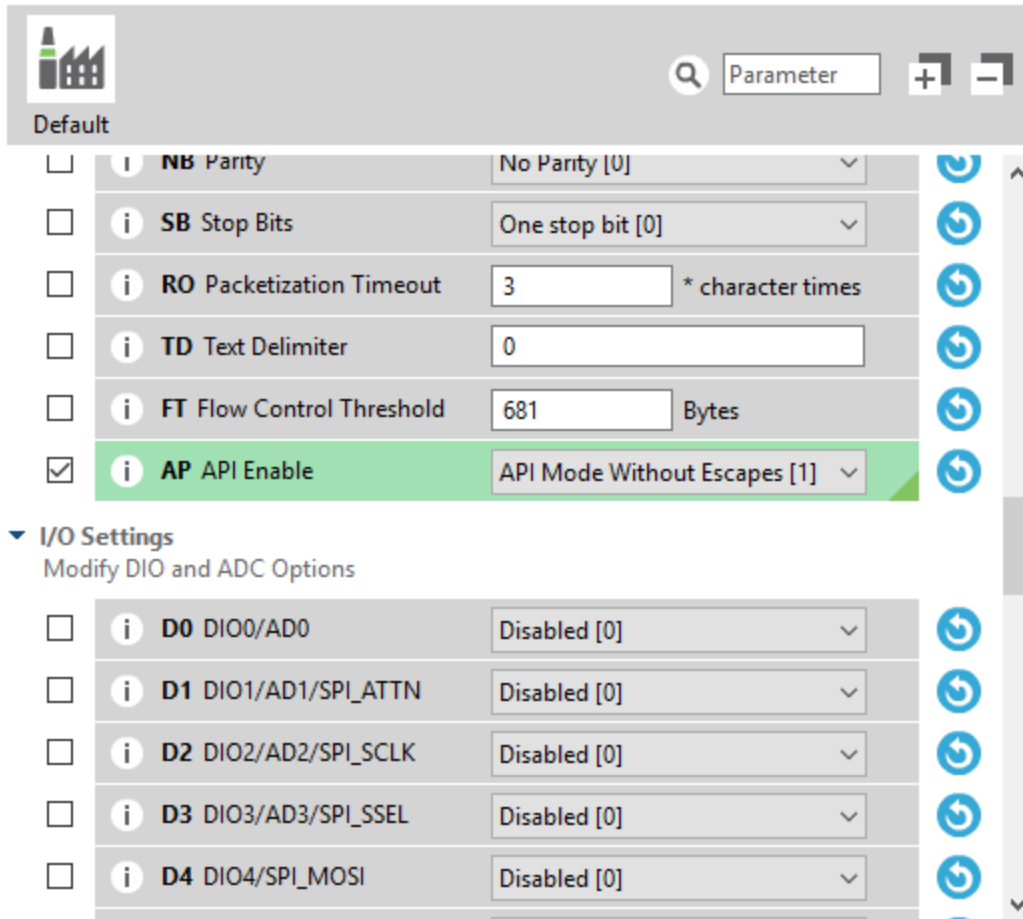 Parameter
Default
NB Parity No Parity [0]
SB Stop Bits One stop bit [0]
RO Packetization Timeout 3 * character times
TD Text Delimiter 0
FT Flow Control Threshold 681 Bytes
AP API Enable API Mode Without Escapes [1]
I/O Settings
Modify DIO and ADC Options
D0 DIO0/AD0 Disabled [0]
D1 DIO1/AD1/SPI_ATTN Disabled [0]
D2 DIO2/AD2/SPI_SCLK Disabled [0]
D3 DIO3/AD3/SPI_SSEL Disabled [0]
D4 DIO4/SPI_MOSI Disabled [0]